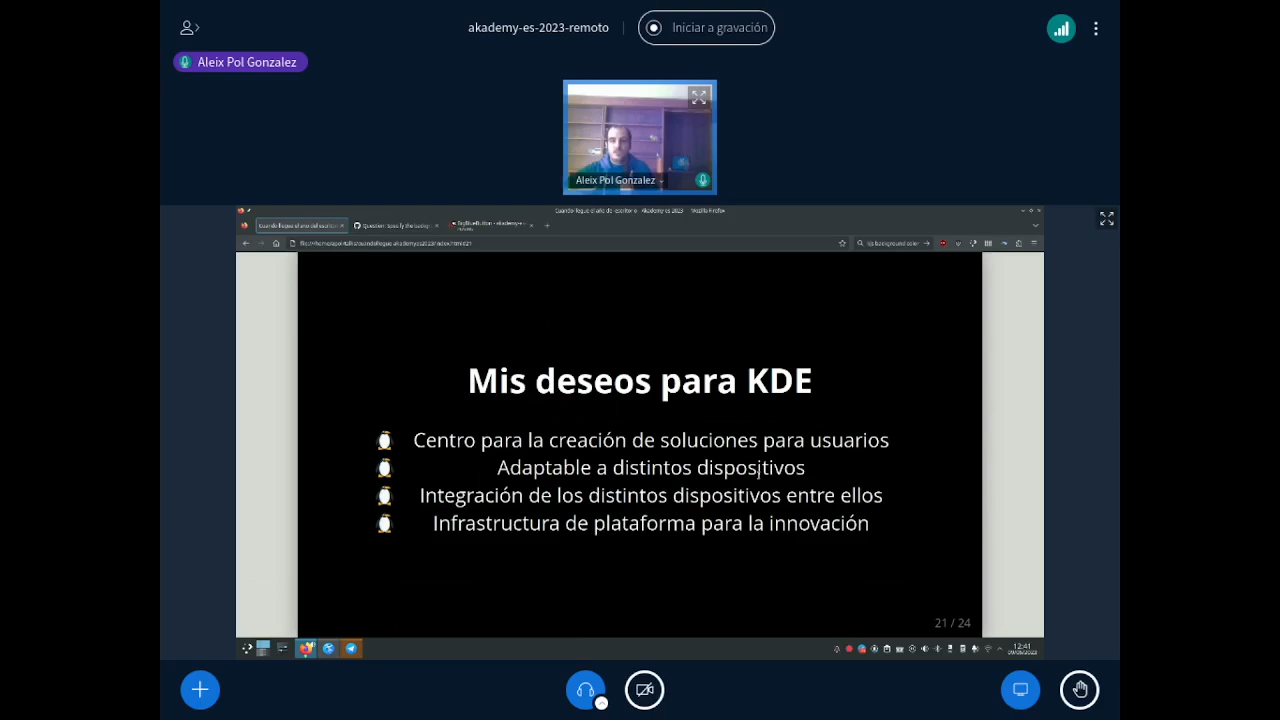 akademy-es-2023-remoto
Iniciar a gravación
Aleix Pol Gonzalez
Aleix Pol Gonzalez
Mis deseos para KDE
Centro para la creación de soluciones para usuarios
Adaptable a distintos dispositivos
Integración de los distintos dispositivos entre ellos
Infrastructura de plataforma para la innovación
21 / 24
12:41